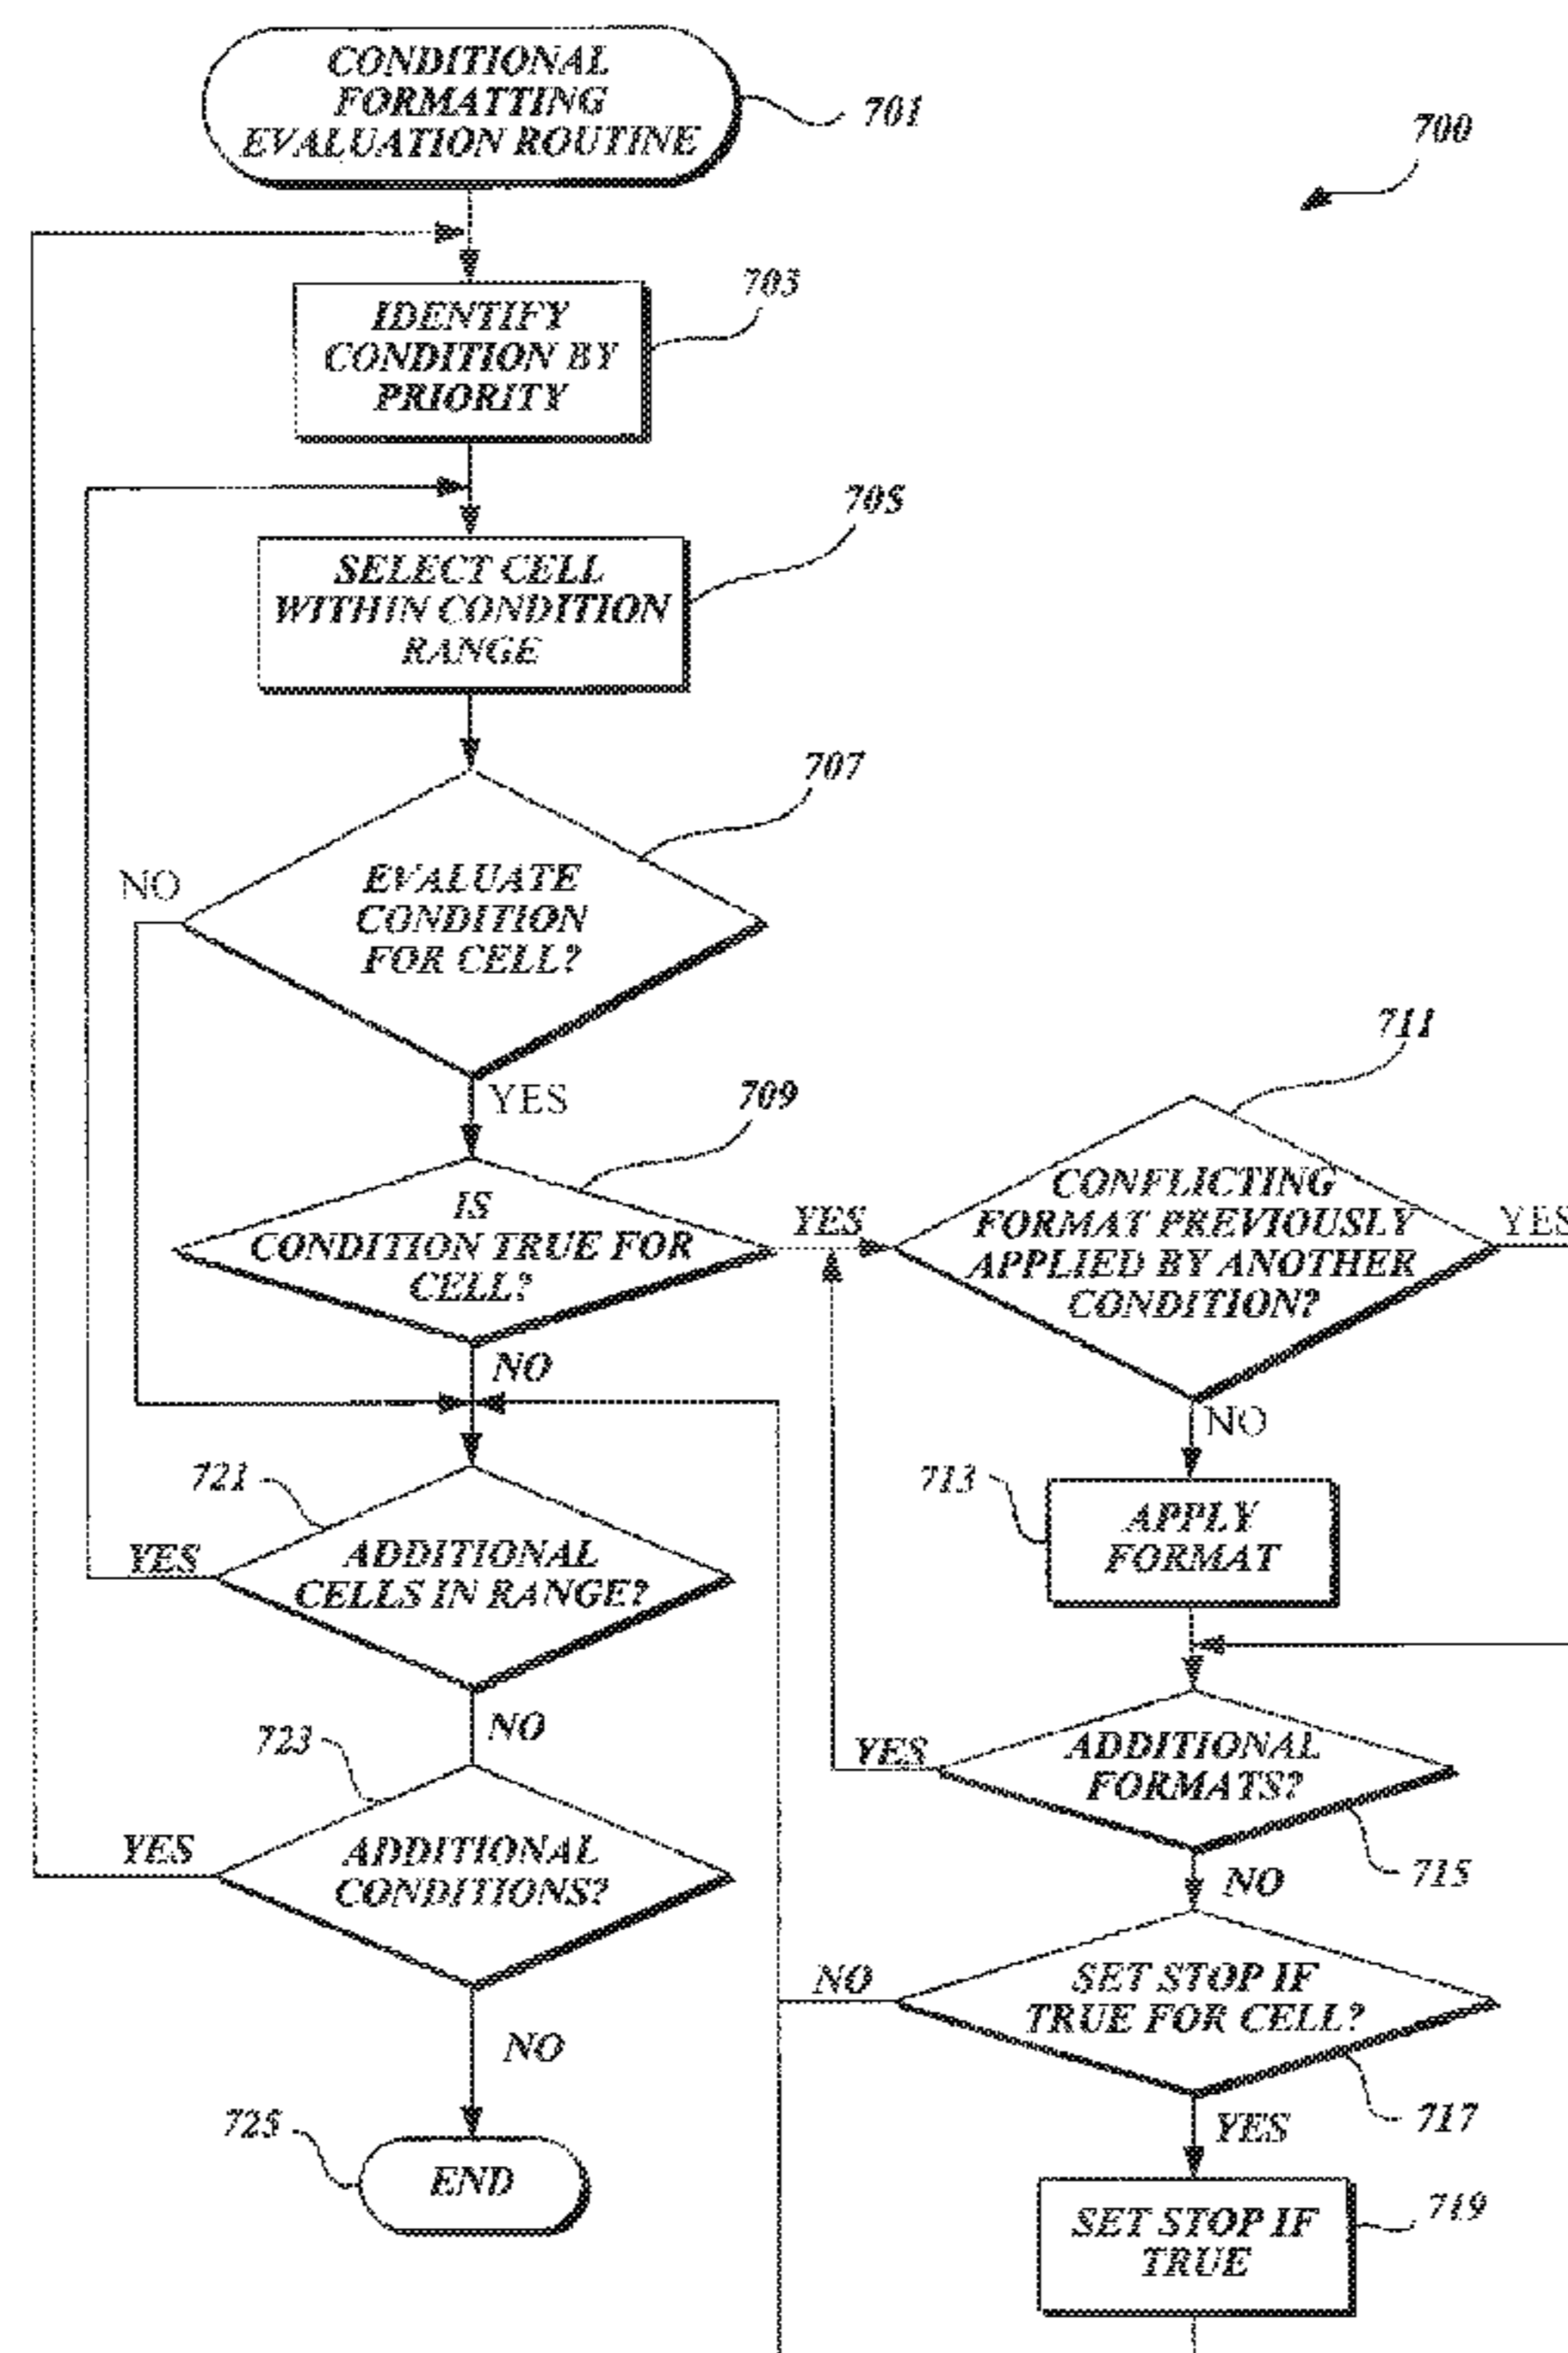 CONDITIONAL
FORMATTING
EVALUATION ROUTINE
701
700
IDENTIFY
CONDITION BY
PRIORITY
703
SELECT CELL
WITHIN CONDITION
RANGE
705
707
NO
EVALUATE
CONDITION
FOR CELL?
YES
709
IS
CONDITION TRUE FOR
CELL?
YES
NO
711
CONFLICTING
FORMAT PREVIOUSLY
APPLIED BY ANOTHER
CONDITION?
YES
NO
713
APPLY
FORMAT
721
YES
ADDITIONAL
CELLS IN RANGE?
NO
723
YES
ADDITIONAL
CONDITIONS?
NO
725
END
YES
ADDITIONAL
FORMATS?
715
NO
NO
SET STOP IF
TRUE FOR CELL?
717
YES
SET STOP IF
TRUE
719